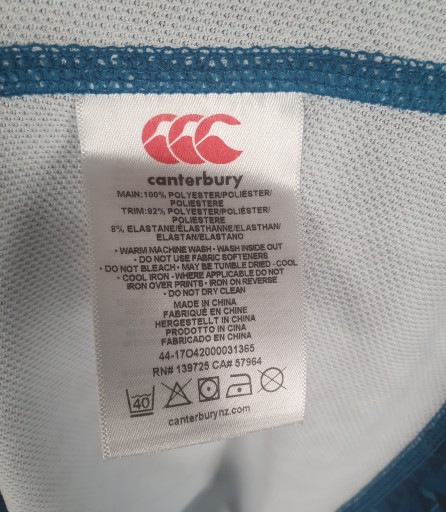 canterbury
MAIN:100% POLYESTER/POLIÉSTER/
POLIESTERE
TRIM:92% POLYESTER/POLIÉSTER/
POLIESTERE
8% ELASTANE/ÉLASTHANNE/ELASTHAN/
ELASTAN/ELASTANO
• WARM MACHINE WASH • WASH INSIDE OUT
• DO NOT USE FABRIC SOFTENERS
• DO NOT BLEACH • MAY BE TUMBLE DRIED - COOL
• COOL IRON - WHERE APPLICABLE DO NOT
IRON OVER PRINTS • IRON ON REVERSE
• DO NOT DRY CLEAN
MADE IN CHINA
FABRIQUÉ EN CHINE
HERGESTELLT IN CHINA
PRODOTTO IN CINA
FABRICADO EN CHINA
44-17O42000031365
RN# 139725 CA# 57964
40
canterburynz.com